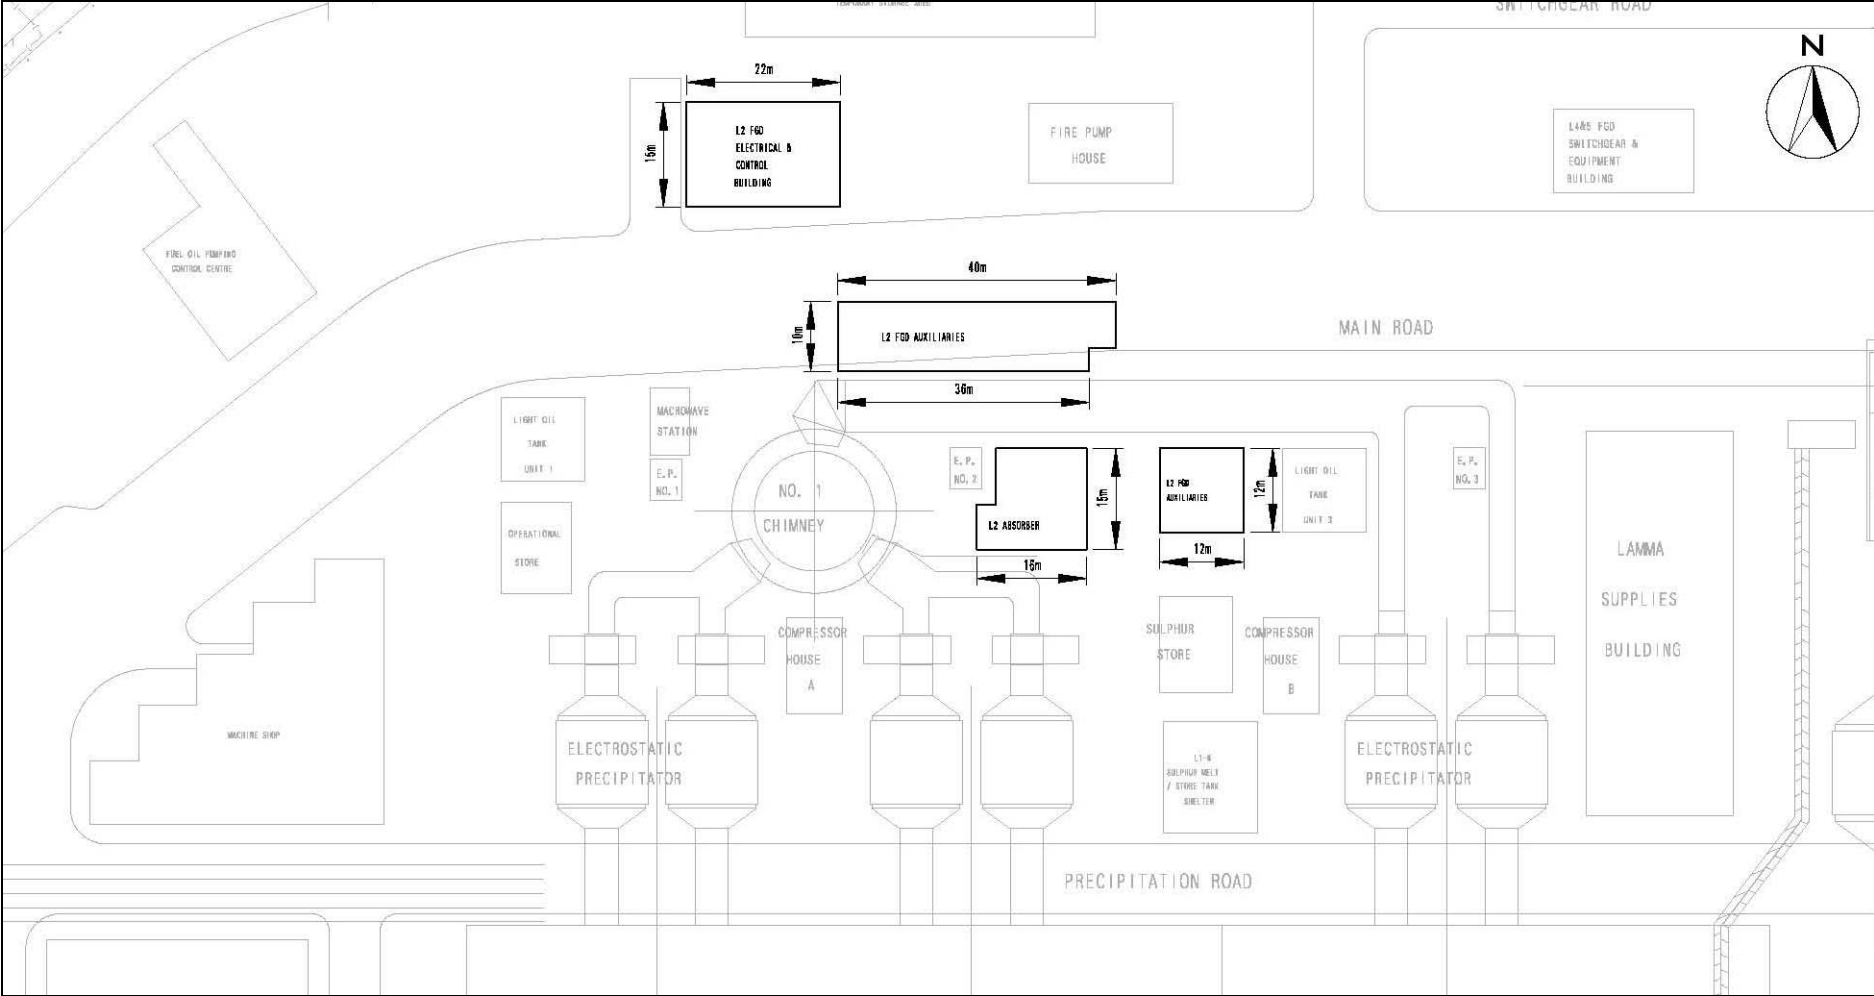 TEMPORARY STORAGE AREA
SWITCHGEAR ROAD
N
22m
15m
L2 FGD
ELECTRICAL &
CONTROL
BUILDING
FIRE PUMP
HOUSE
L4&5 FGD
SWITCHGEAR &
EQUIPMENT
BUILDING
FUEL OIL PUMPING
CONTROL CENTRE
40m
10m
L2 FGD AUXILIARIES
MAIN ROAD
36m
LIGHT OIL
TANK
UNIT 1
MACROWAVE
STATION
E.P.
NO. 1
NO. 1
CHIMNEY
E.P.
NO. 2
L2 ABSORBER
15m
16m
L2 FGD
AUXILIARIES
12m
12m
LIGHT OIL
TANK
UNIT 3
E.P.
NO. 3
OPERATIONAL
STORE
LAMMA
SUPPLIES
BUILDING
COMPRESSOR
HOUSE
A
SULPHUR
STORE
COMPRESSOR
HOUSE
B
MACHINE SHOP
ELECTROSTATIC
PRECIPITATOR
SULPHUR MELT
/ STORE TANK
SHELTER
ELECTROSTATIC
PRECIPITATOR
PRECIPITATION ROAD